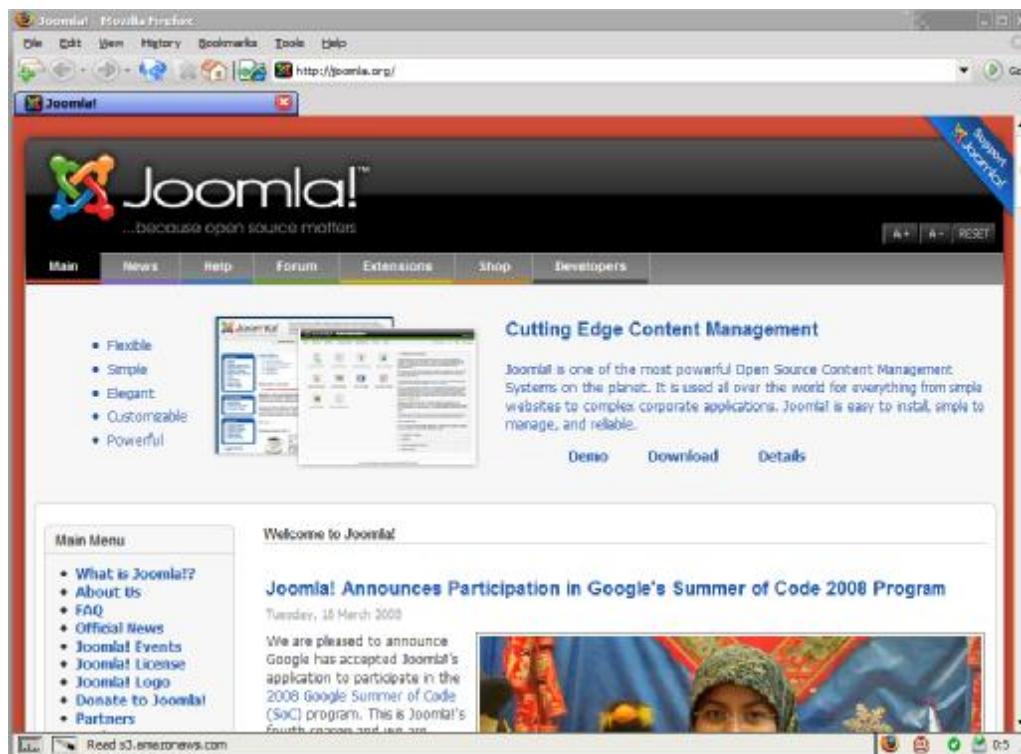 Joomla! - Mozilla Firefox
File Edit View History Bookmarks Tools Help
http://joomla.org/
Joomla!
Support Joomla!
Joomla!™
...because open source matters
A+ A- RESET
Main News Help Forum Extensions Shop Developers
Flexible
Simple
Elegant
Customizable
Powerful
Cutting Edge Content Management
Joomla! is one of the most powerful Open Source Content Management
Systems on the planet. It is used all over the world for everything from simple
websites to complex corporate applications. Joomla! is easy to install, simple to
manage, and reliable.
Demo Download Details
Main Menu
What is Joomla!?
About Us
FAQ
Official News
Joomla! Events
Joomla! License
Joomla! Logo
Donate to Joomla!
Partners
Welcome to Joomla!
Joomla! Announces Participation in Google's Summer of Code 2008 Program
Tuesday, 18 March 2008
We are pleased to announce
Google has accepted Joomla!'s
application to participate in the
2008 Google Summer of Code
(SoC) program. This is Joomla!'s
Read s3.amazonews.com